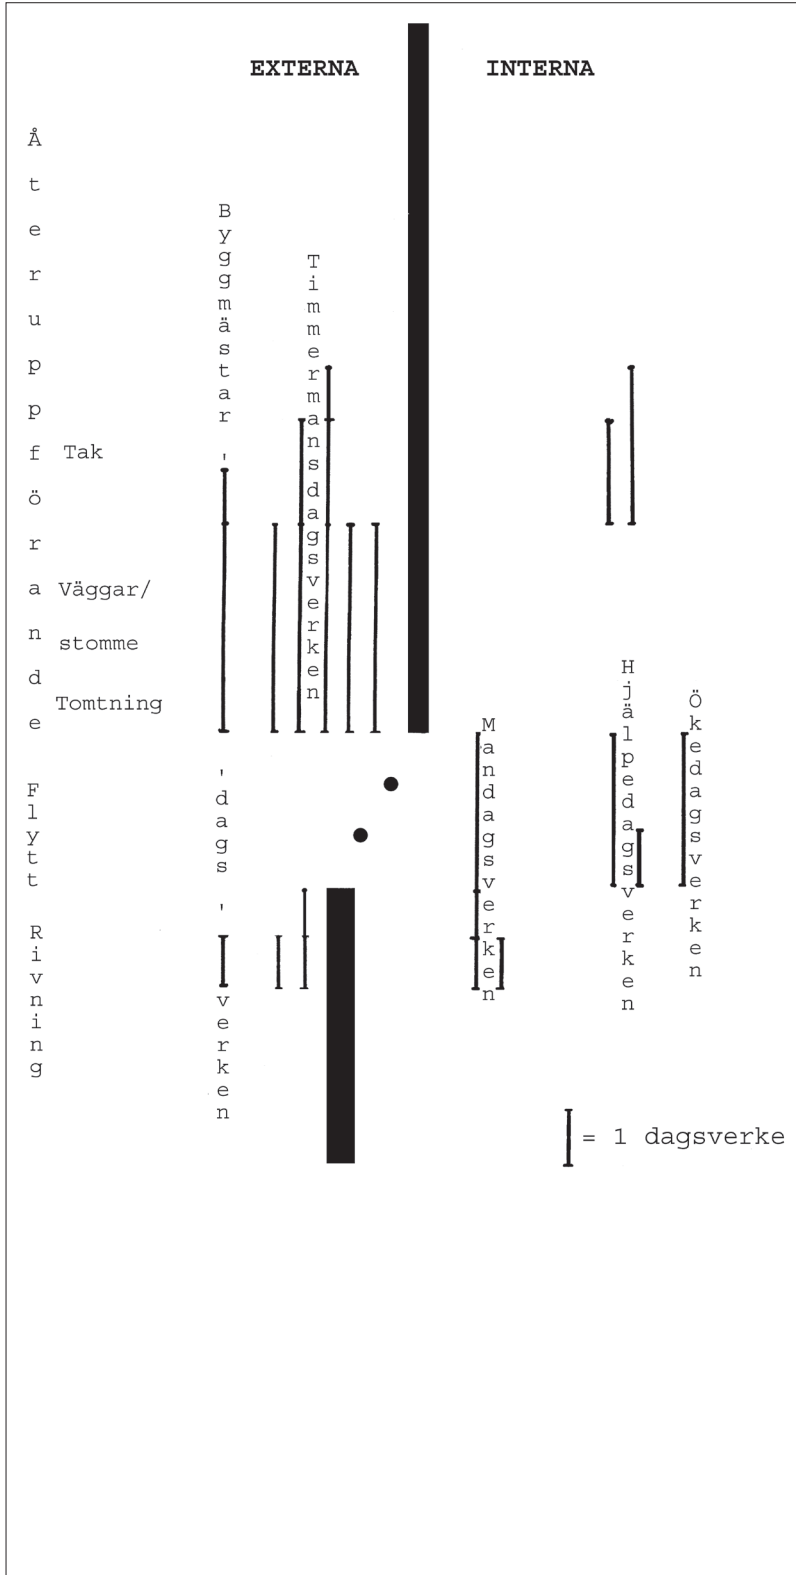 EXTERNA
INTERNA
Återuppförande
Byggmästar '
Timmermansdagsverken
Tak
Väggar/
stomme
Tomtning
Mandagsverken
Hjälpedagsverken
Ökedagsverken
Flytt
'dags '
Rivning
verken
= 1 dagsverke